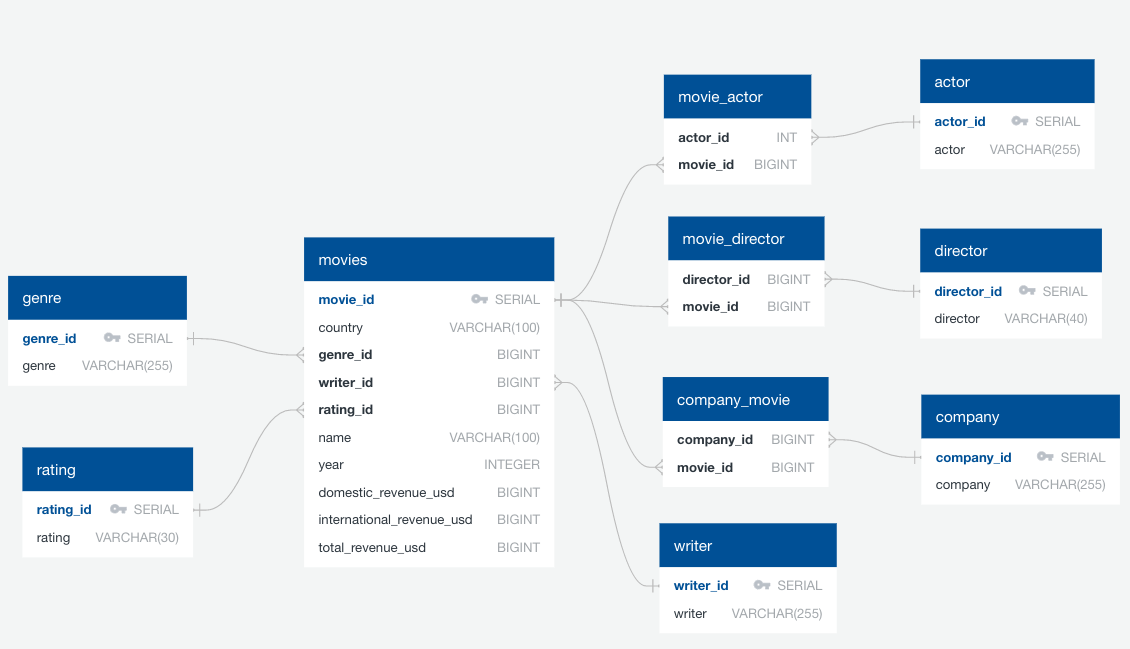 genre
genre_id SERIAL
genre VARCHAR(255)
rating
rating_id SERIAL
rating VARCHAR(30)
movies
movie_id SERIAL
country VARCHAR(100)
genre_id BIGINT
writer_id BIGINT
rating_id BIGINT
name VARCHAR(100)
year INTEGER
domestic_revenue_usd BIGINT
international_revenue_usd BIGINT
total_revenue_usd BIGINT
movie_actor
actor_id INT
movie_id BIGINT
movie_director
director_id BIGINT
movie_id BIGINT
company_movie
company_id BIGINT
movie_id BIGINT
writer
writer_id SERIAL
writer VARCHAR(255)
actor
actor_id SERIAL
actor VARCHAR(255)
director
director_id SERIAL
director VARCHAR(40)
company
company_id SERIAL
company VARCHAR(255)